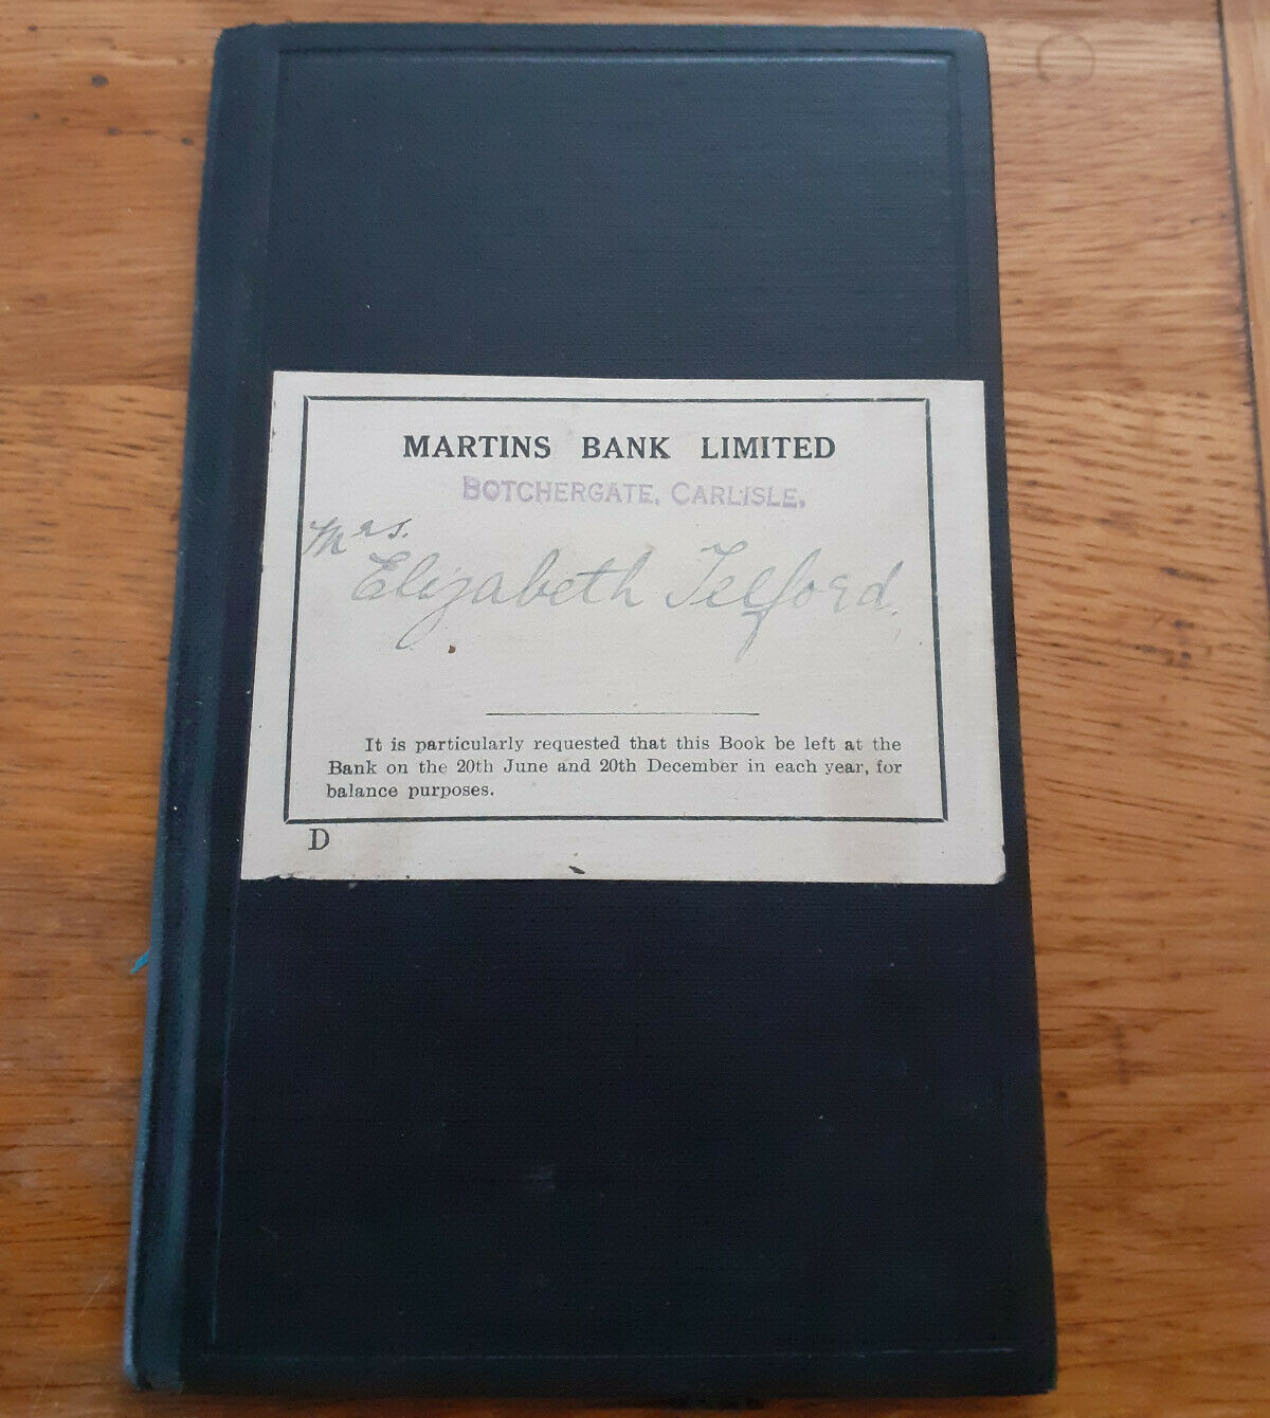 MARTINS BANK LIMITED
BOTCHERGATE, CARLISLE,
Mrs.
Elizabeth Telford.
It is particularly requested that this Book be left at the
Bank on the 20th June and 20th December in each year, for
balance purposes.
D